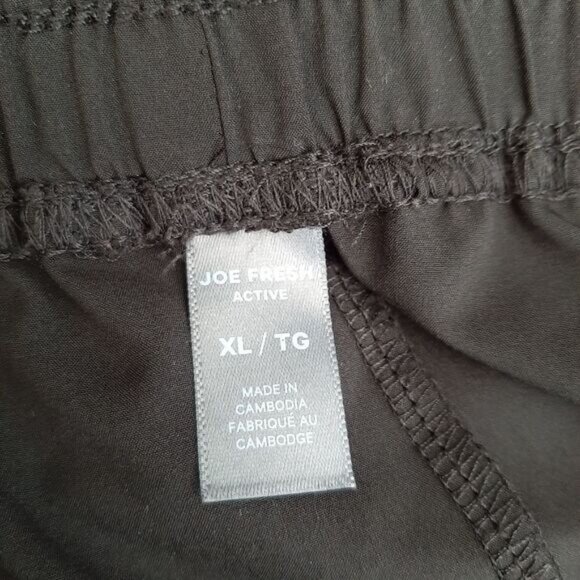 JOE FRESH
ACTIVE
XL / TG
MADE IN
CAMBODIA
FABRIQUÉ AU
CAMBODGE